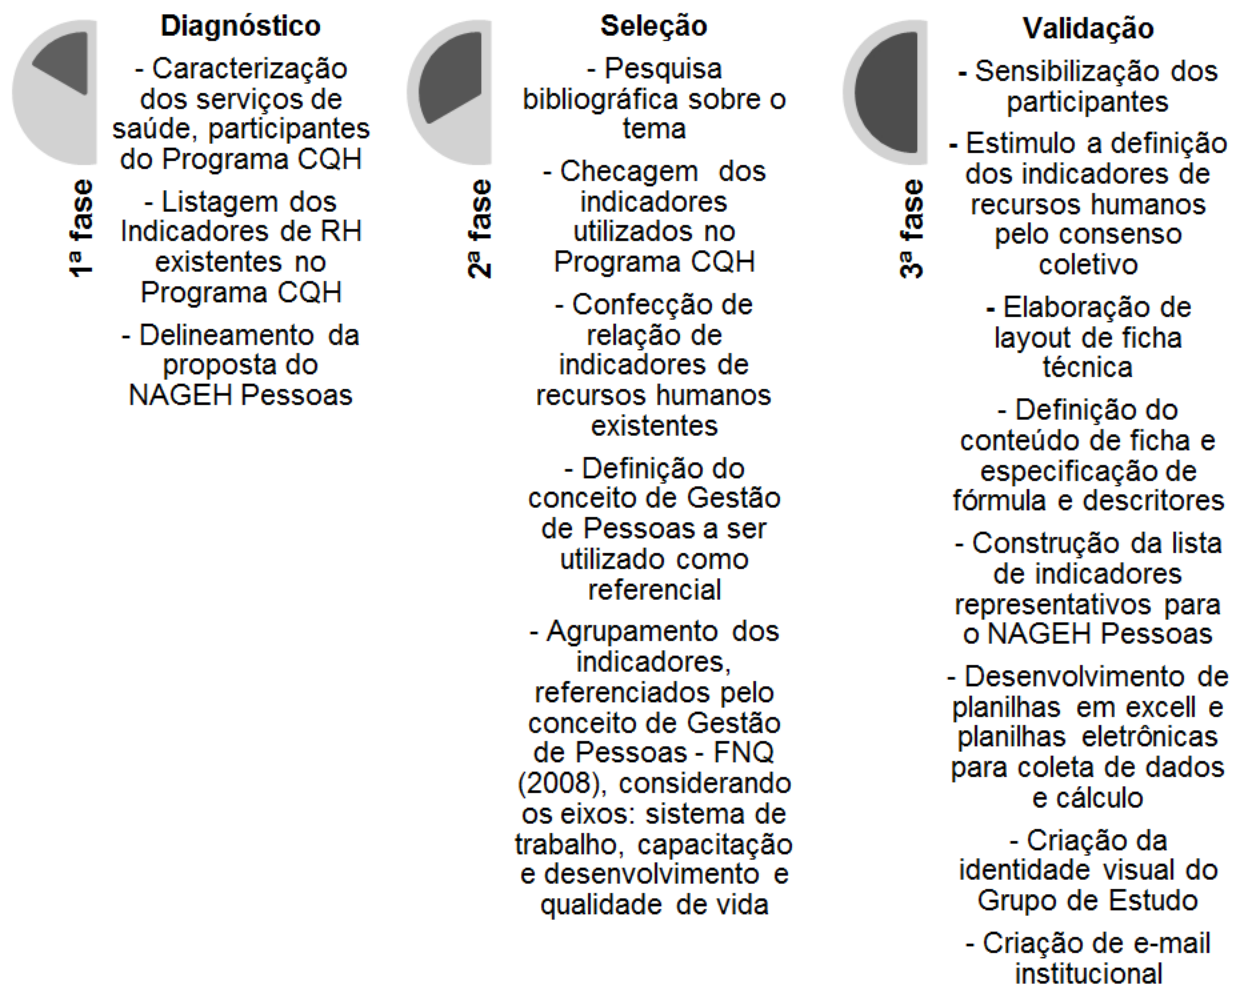 Diagnóstico
- Caracterização
dos serviços de
saúde, participantes
do Programa CQH
- Listagem dos
Indicadores de RH
existentes no
Programa CQH
- Delineamento da
proposta do
NAGEH Pessoas
1ª fase
Seleção
- Pesquisa
bibliográfica sobre o
tema
- Checagem dos
indicadores
utilizados no
Programa CQH
- Confecção de
relação de
indicadores de
recursos humanos
existentes
- Definição do
conceito de Gestão
de Pessoas a ser
utilizado como
referencial
- Agrupamento dos
indicadores,
referenciados pelo
conceito de Gestão
de Pessoas - FNQ
(2008), considerando
os eixos: sistema de
trabalho, capacitação
e desenvolvimento e
qualidade de vida
2ª fase
Validação
- Sensibilização dos
participantes
- Estimulo a definição
dos indicadores de
recursos humanos
pelo consenso
coletivo
- Elaboração de
layout de ficha
técnica
- Definição do
conteúdo de ficha e
especificação de
fórmula e descritores
- Construção da lista
de indicadores
representativos para
o NAGEH Pessoas
- Desenvolvimento de
planilhas em excell e
planilhas eletrônicas
para coleta de dados
e cálculo
- Criação da
identidade visual do
Grupo de Estudo
- Criação de e-mail
institucional
3ª fase